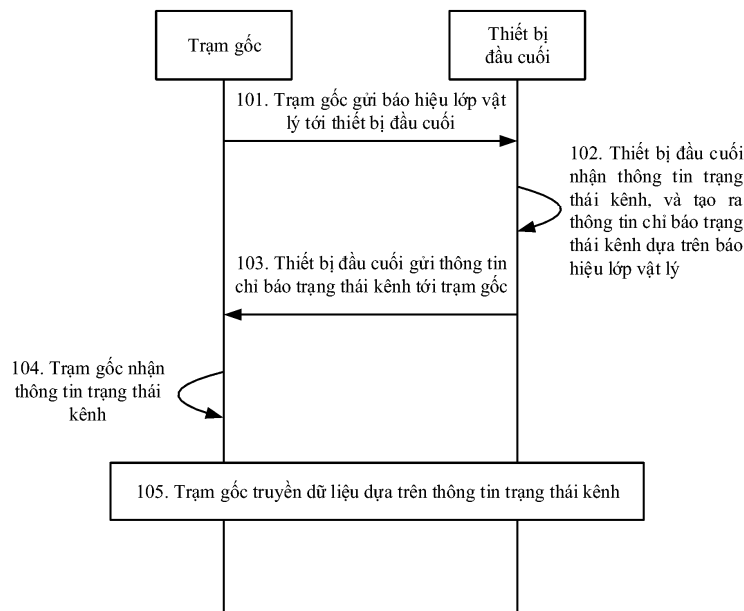 Trạm gốc
Thiết bị
đầu cuối
101. Trạm gốc gửi báo hiệu lớp vật
lý tới thiết bị đầu cuối
102. Thiết bị đầu cuối
nhận thông tin trạng
thái kênh, và tạo ra
thông tin chỉ báo trạng
thái kênh dựa trên báo
hiệu lớp vật lý
103. Thiết bị đầu cuối gửi thông tin
chỉ báo trạng thái kênh tới trạm gốc
104. Trạm gốc nhận
thông tin trạng thái
kênh
105. Trạm gốc truyền dữ liệu dựa trên thông tin trạng thái kênh